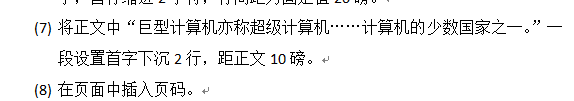 (7) 将正文中“巨型计算机亦称超级计算机……计算机的少数国家之一。”一
段设置首字下沉 2 行，距正文 10 磅。
(8) 在页面中插入页码。